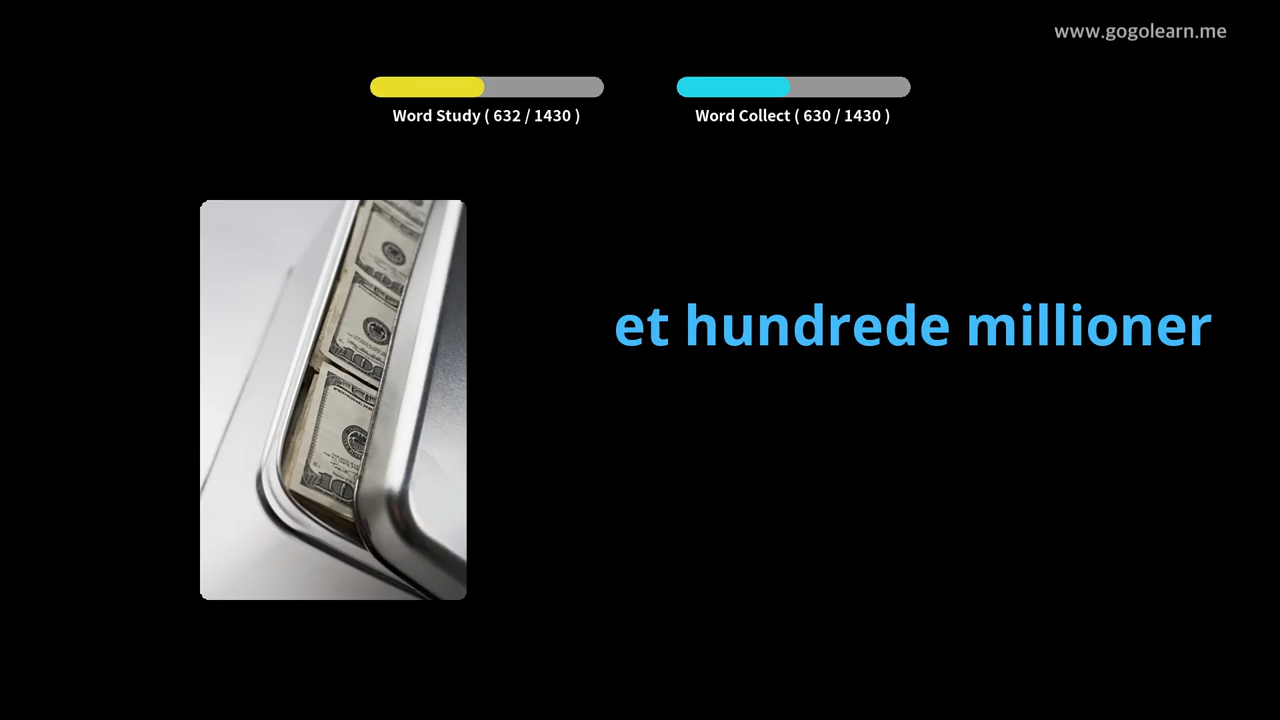 www.gogolearn.me
Word Study ( 632 / 1430 )
Word Collect ( 630 / 1430 )
et hundrede millioner